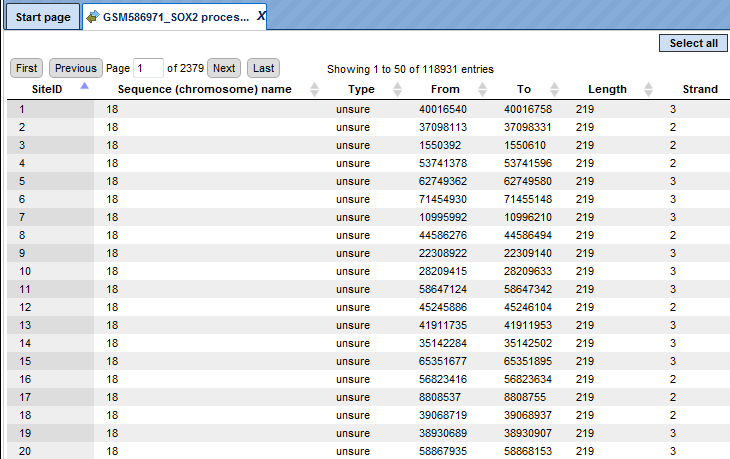 Start page GSM586971_SOX2 proces... X
Select all
First Previous Page 1 of 2379 Next Last Showing 1 to 50 of 118931 entries
SiteID Sequence (chromosome) name Type From To Length Strand
1 18 unsure 40016540 40016758 219 3
2 18 unsure 37098113 37098331 219 2
3 18 unsure 1550392 1550610 219 2
4 18 unsure 53741378 53741596 219 2
5 18 unsure 62749362 62749580 219 3
6 18 unsure 71454930 71455148 219 3
7 18 unsure 10995992 10996210 219 3
8 18 unsure 44586276 44586494 219 2
9 18 unsure 22308922 22309140 219 3
10 18 unsure 28209415 28209633 219 3
11 18 unsure 58647124 58647342 219 3
12 18 unsure 45245886 45246104 219 2
13 18 unsure 41911735 41911953 219 3
14 18 unsure 35142284 35142502 219 3
15 18 unsure 65351677 65351895 219 3
16 18 unsure 56823416 56823634 219 2
17 18 unsure 8808537 8808755 219 2
18 18 unsure 39068719 39068937 219 2
19 18 unsure 38930689 38930907 219 3
20 18 unsure 58867935 58868153 219 2